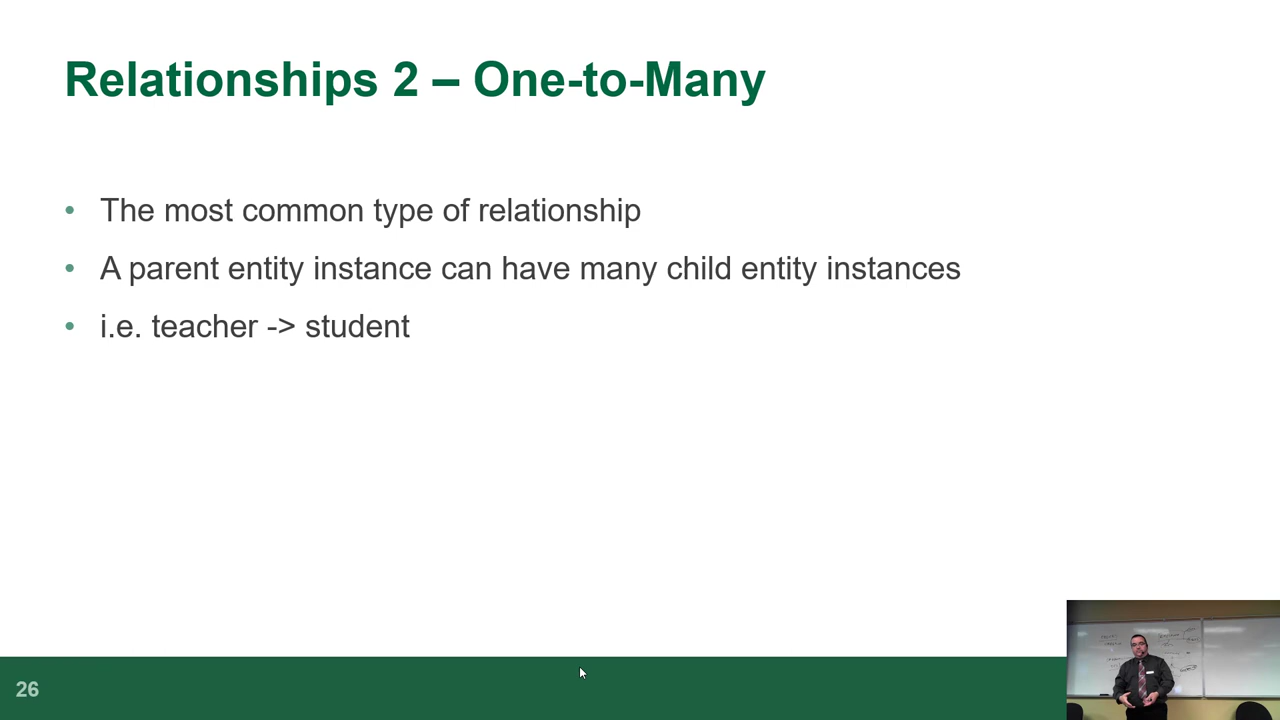 Relationships 2 – One-to-Many
• The most common type of relationship
• A parent entity instance can have many child entity instances
• i.e. teacher -> student
26